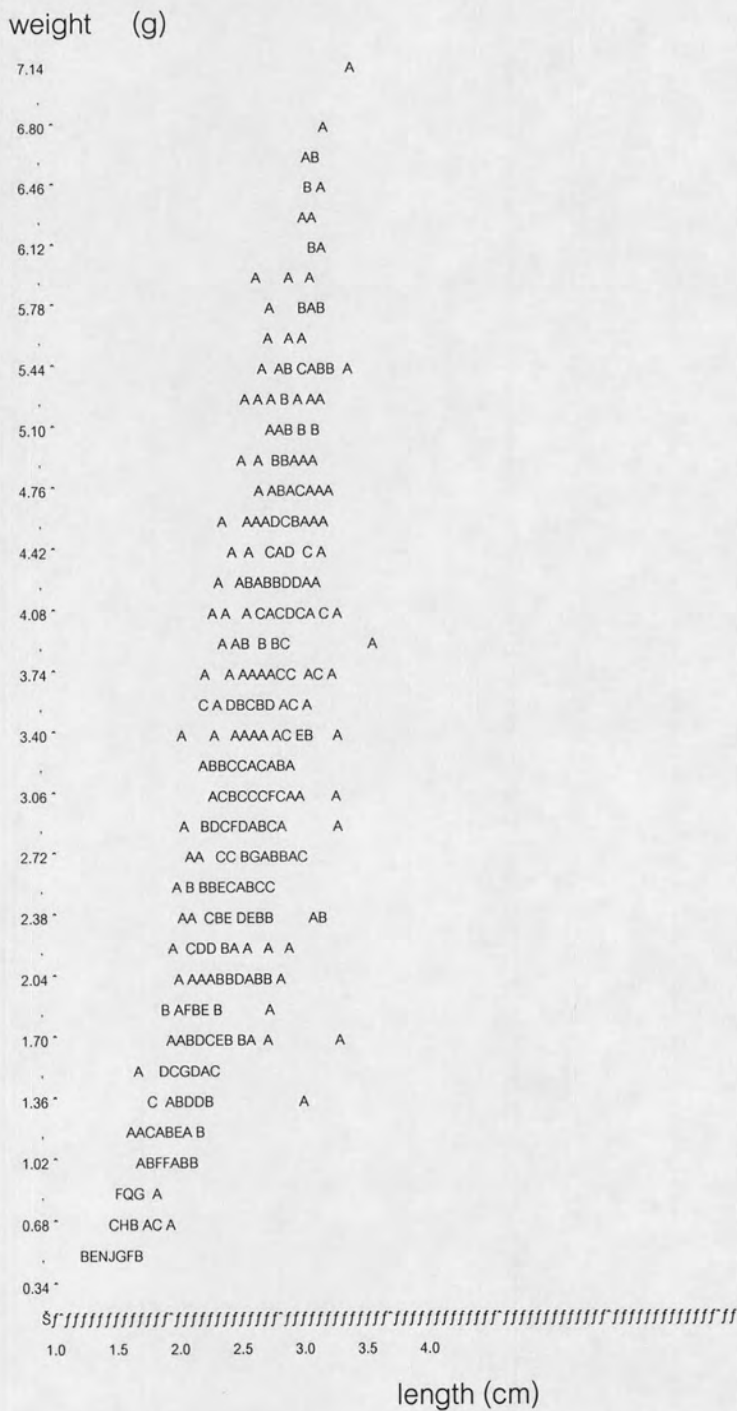 weight (g)
7.14 A
.
6.80 ˆ A
. AB
6.46 ˆ B A
. AA
6.12 ˆ BA
. A A A
5.78 ˆ A BAB
. A A A
5.44 ˆ A AB CABB A
. A A A B A AA
5.10 ˆ AAB B B
. A A BBAAA
4.76 ˆ A ABACAAA
. A AAADCBAAA
4.42 ˆ A A CAD C A
. A ABABBDDAA
4.08 ˆ A A A CACDCA C A
. A AB B BC A
3.74 ˆ A A AAAACC AC A
. C A DBCBD AC A
3.40 ˆ A A AAAA AC EB A
. ABBCCACABA
3.06 ˆ ACBCCCFCAA A
. A BDCFDABCA A
2.72 ˆ AA CC BGABBAC
. A B BBECABCC
2.38 ˆ AA CBE DEBB AB
. A CDD BA A A A
2.04 ˆ A AAABBDABB A
. B AFBE B A
1.70 ˆ AABDCEB BA A A
. A DCGDAC
1.36 ˆ C ABDDB A
. AACABEA B
1.02 ˆ ABFFABB
. FQG A
0.68 ˆ CHB AC A
. BENJGFB
0.34 ˆ
1.0 1.5 2.0 2.5 3.0 3.5 4.0
length (cm)